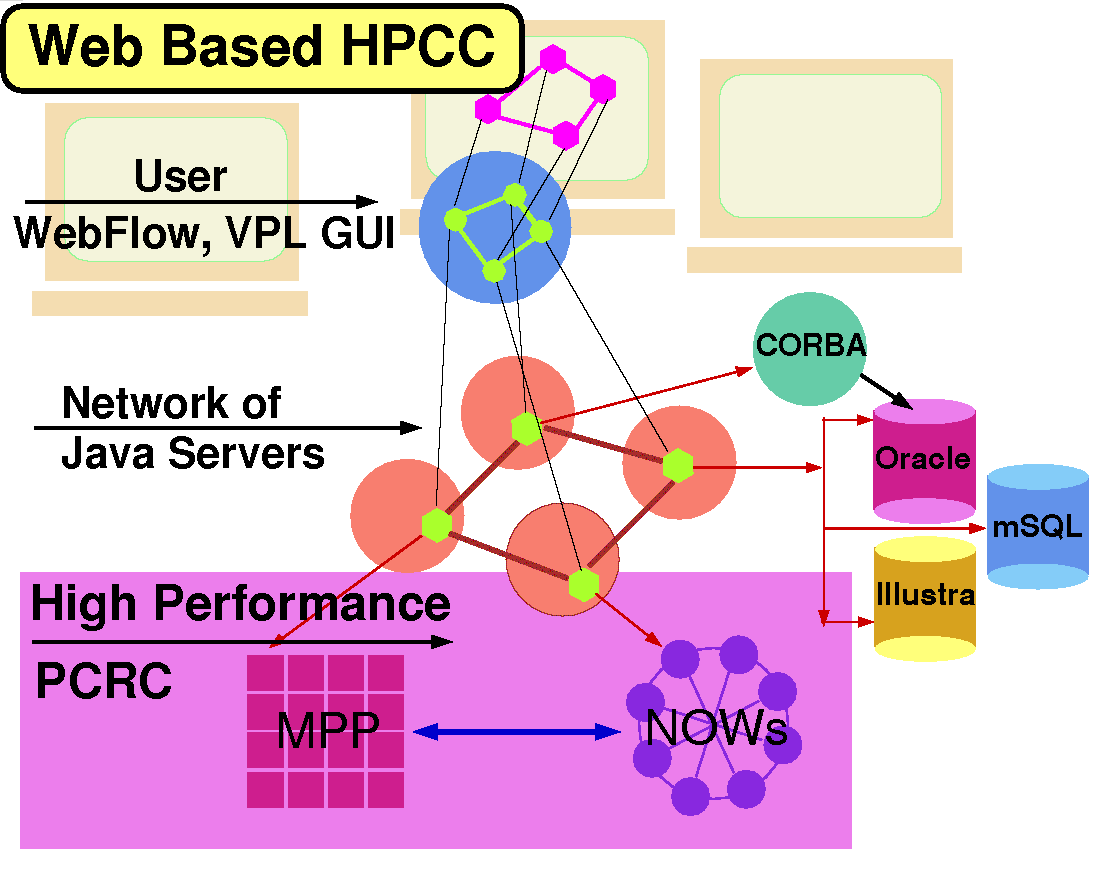 Web Based HPCC
User
WebFlow, VPL GUI
CORBA
Network of
Java Servers
Oracle
mSQL
Illustra
High Performance
PCRC
MPP
NOWs